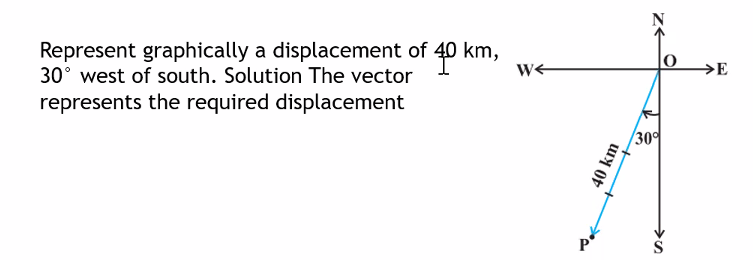 Represent graphically a displacement of 40 km,
30° west of south. Solution The vector
represents the required displacement
N
W
O
E
30°
40 km
P
S